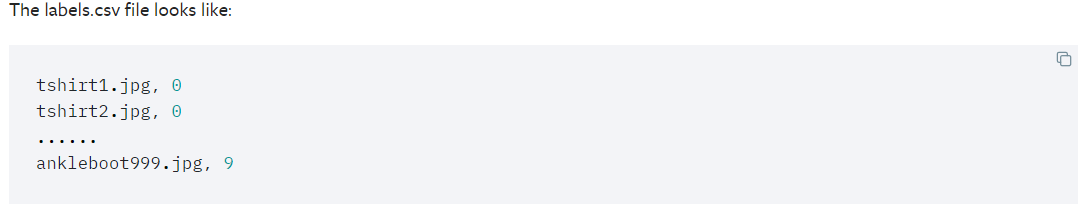 The labels.csv file looks like:
tshirt1.jpg, 0
tshirt2.jpg, 0
......
ankleboot999.jpg, 9